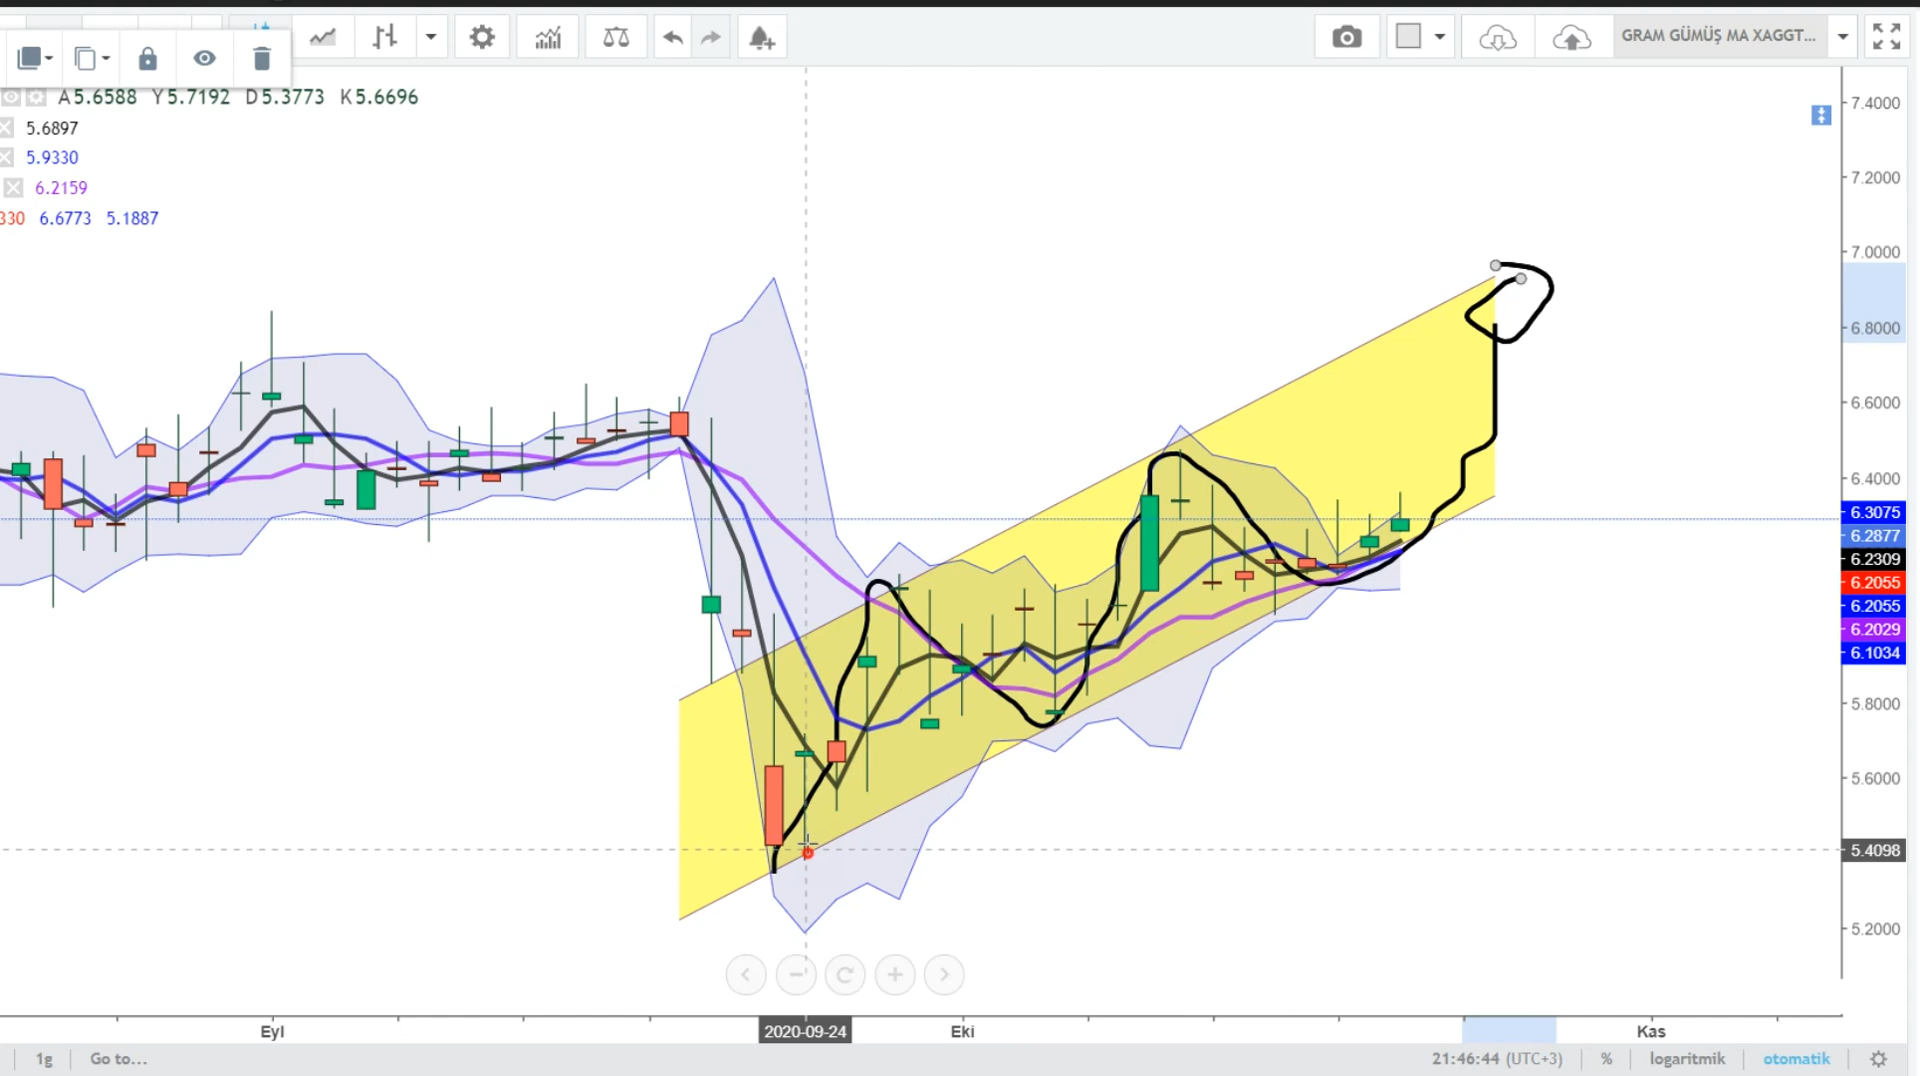 GRAM GÜMÜŞ MA XAGGT...
A5.6588 Y5.7192 D5.3773 K5.6696
5.6897
5.9330
6.2159
330 6.6773 5.1887
7.4000
7.2000
7.0000
6.8000
6.6000
6.4000
6.3075
6.2877
6.2309
6.2055
6.2055
6.2029
6.1034
5.8000
5.6000
5.4098
5.2000
Eyl
2020-09-24
Eki
Kas
1g
Go to...
21:46:44 (UTC+3)
%
logaritmik
otomatik